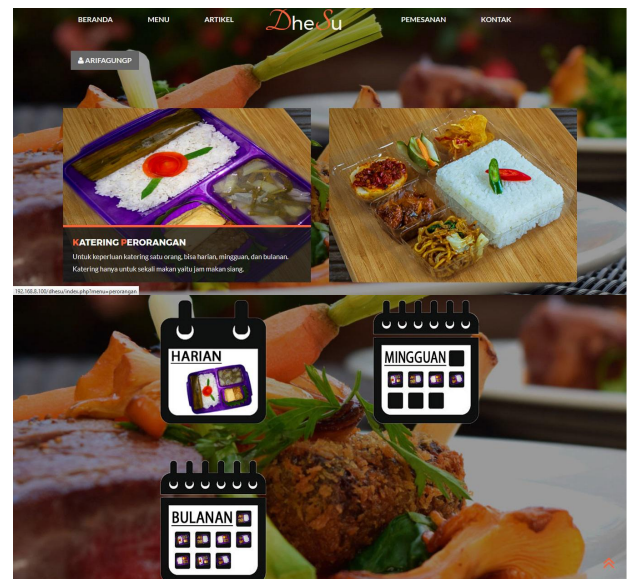 BERANDA MENU ARTIKEL DheSu PEMESANAN KONTAK
ARIFAGUNGP
KATERING PERORANGAN
Untuk keperluan katering satu orang, bisa harian, mingguan, dan bulanan.
Katering hanya untuk sekali makan yaitu jam makan siang.
192.168.8.100/dhesu/index.php?menu=perorangan
HARIAN
MINGGUAN
BULANAN